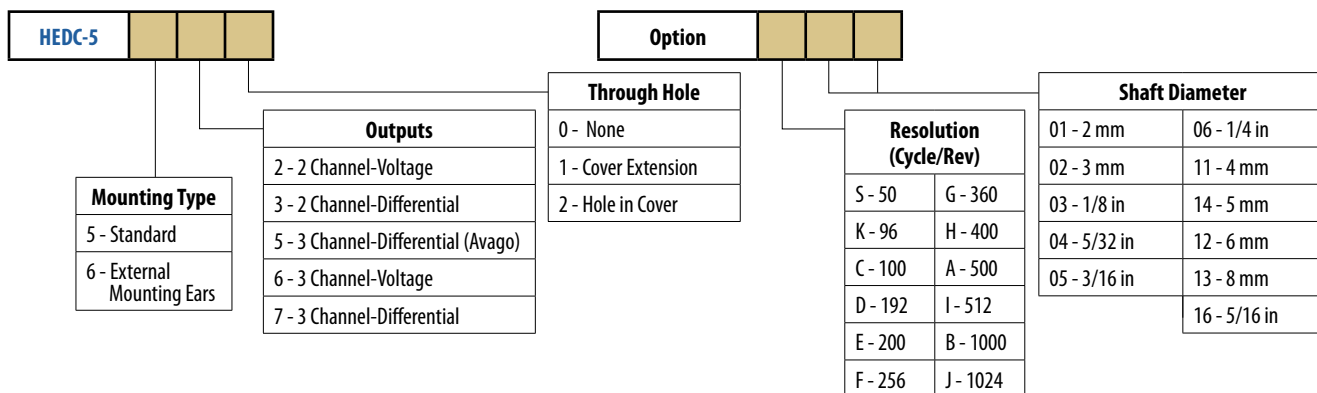 HEDC-5
Option
Mounting Type
5 - Standard
6 - External
Mounting Ears
Outputs
2 - 2 Channel-Voltage
3 - 2 Channel-Differential
5 - 3 Channel-Differential (Avago)
6 - 3 Channel-Voltage
7 - 3 Channel-Differential
Through Hole
0 - None
1 - Cover Extension
2 - Hole in Cover
Resolution
(Cycle/Rev)
S - 50 G - 360
K - 96 H - 400
C - 100 A - 500
D - 192 I - 512
E - 200 B - 1000
F - 256 J - 1024
Shaft Diameter
01 - 2 mm 06 - 1/4 in
02 - 3 mm 11 - 4 mm
03 - 1/8 in 14 - 5 mm
04 - 5/32 in 12 - 6 mm
05 - 3/16 in 13 - 8 mm
16 - 5/16 in